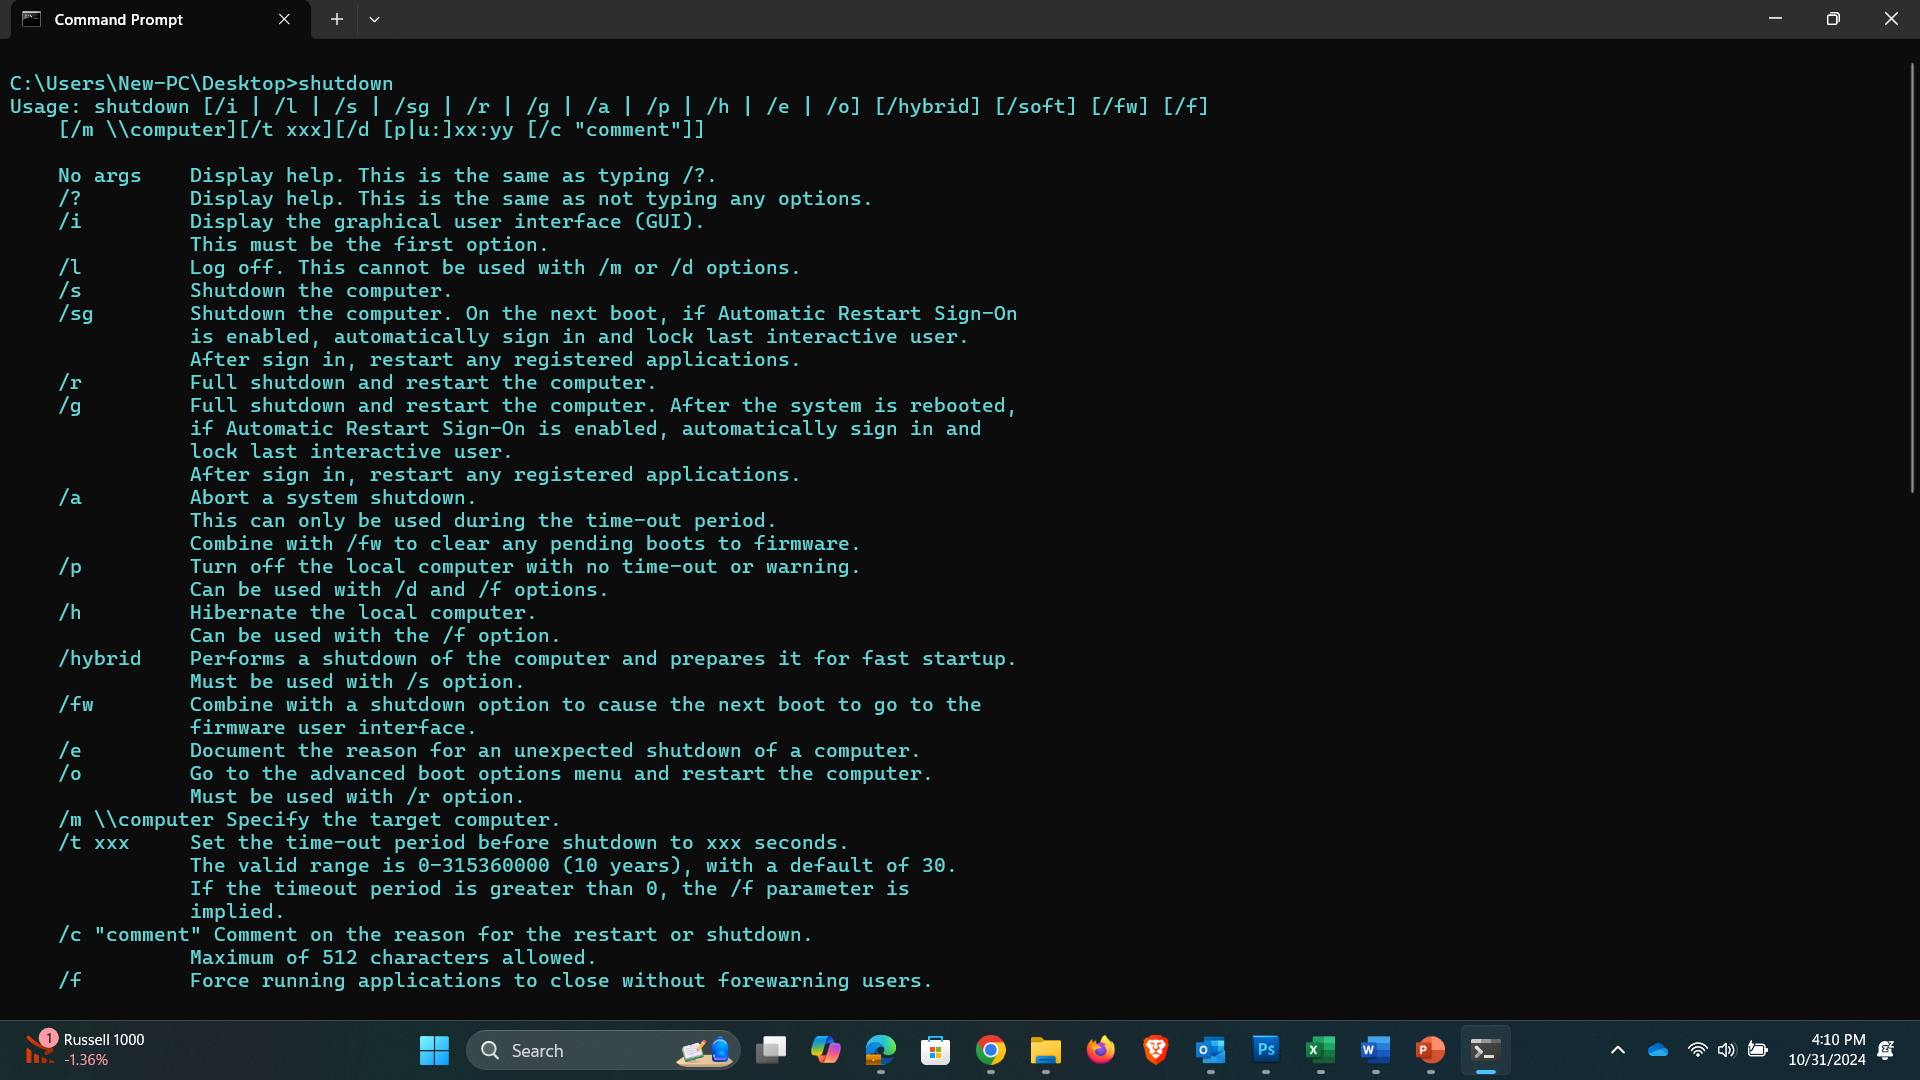 Command Prompt
C:\Users\New-PC\Desktop>shutdown
Usage: shutdown [/i | /l | /s | /sg | /r | /g | /a | /p | /h | /e | /o] [/hybrid] [/soft] [/fw] [/f]
[/m \\computer][/t xxx][/d [p|u:]xx:yy [/c "comment"]]
No args Display help. This is the same as typing /?.
/? Display help. This is the same as not typing any options.
/i Display the graphical user interface (GUI).
This must be the first option.
/l Log off. This cannot be used with /m or /d options.
/s Shutdown the computer.
/sg Shutdown the computer. On the next boot, if Automatic Restart Sign-On
is enabled, automatically sign in and lock last interactive user.
After sign in, restart any registered applications.
/r Full shutdown and restart the computer.
/g Full shutdown and restart the computer. After the system is rebooted,
if Automatic Restart Sign-On is enabled, automatically sign in and
lock last interactive user.
After sign in, restart any registered applications.
/a Abort a system shutdown.
This can only be used during the time-out period.
Combine with /fw to clear any pending boots to firmware.
/p Turn off the local computer with no time-out or warning.
Can be used with /d and /f options.
/h Hibernate the local computer.
Can be used with the /f option.
/hybrid Performs a shutdown of the computer and prepares it for fast startup.
Must be used with /s option.
/fw Combine with a shutdown option to cause the next boot to go to the
firmware user interface.
/e Document the reason for an unexpected shutdown of a computer.
/o Go to the advanced boot options menu and restart the computer.
Must be used with /r option.
/m \\computer Specify the target computer.
/t xxx Set the time-out period before shutdown to xxx seconds.
The valid range is 0-315360000 (10 years), with a default of 30.
If the timeout period is greater than 0, the /f parameter is
implied.
/c "comment" Comment on the reason for the restart or shutdown.
Maximum of 512 characters allowed.
/f Force running applications to close without forewarning users.
1
Russell 1000
-1.36%
Search
O
Ps
X
W
P
4:10 PM
10/31/2024